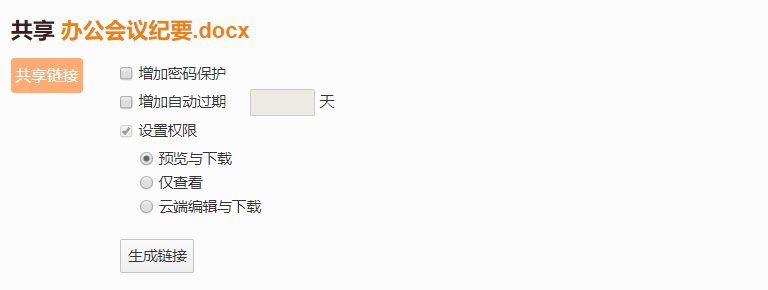 共享 办公会议纪要.docx
共享链接
增加密码保护
增加自动过期 天
设置权限
预览与下载
仅查看
云端编辑与下载
生成链接